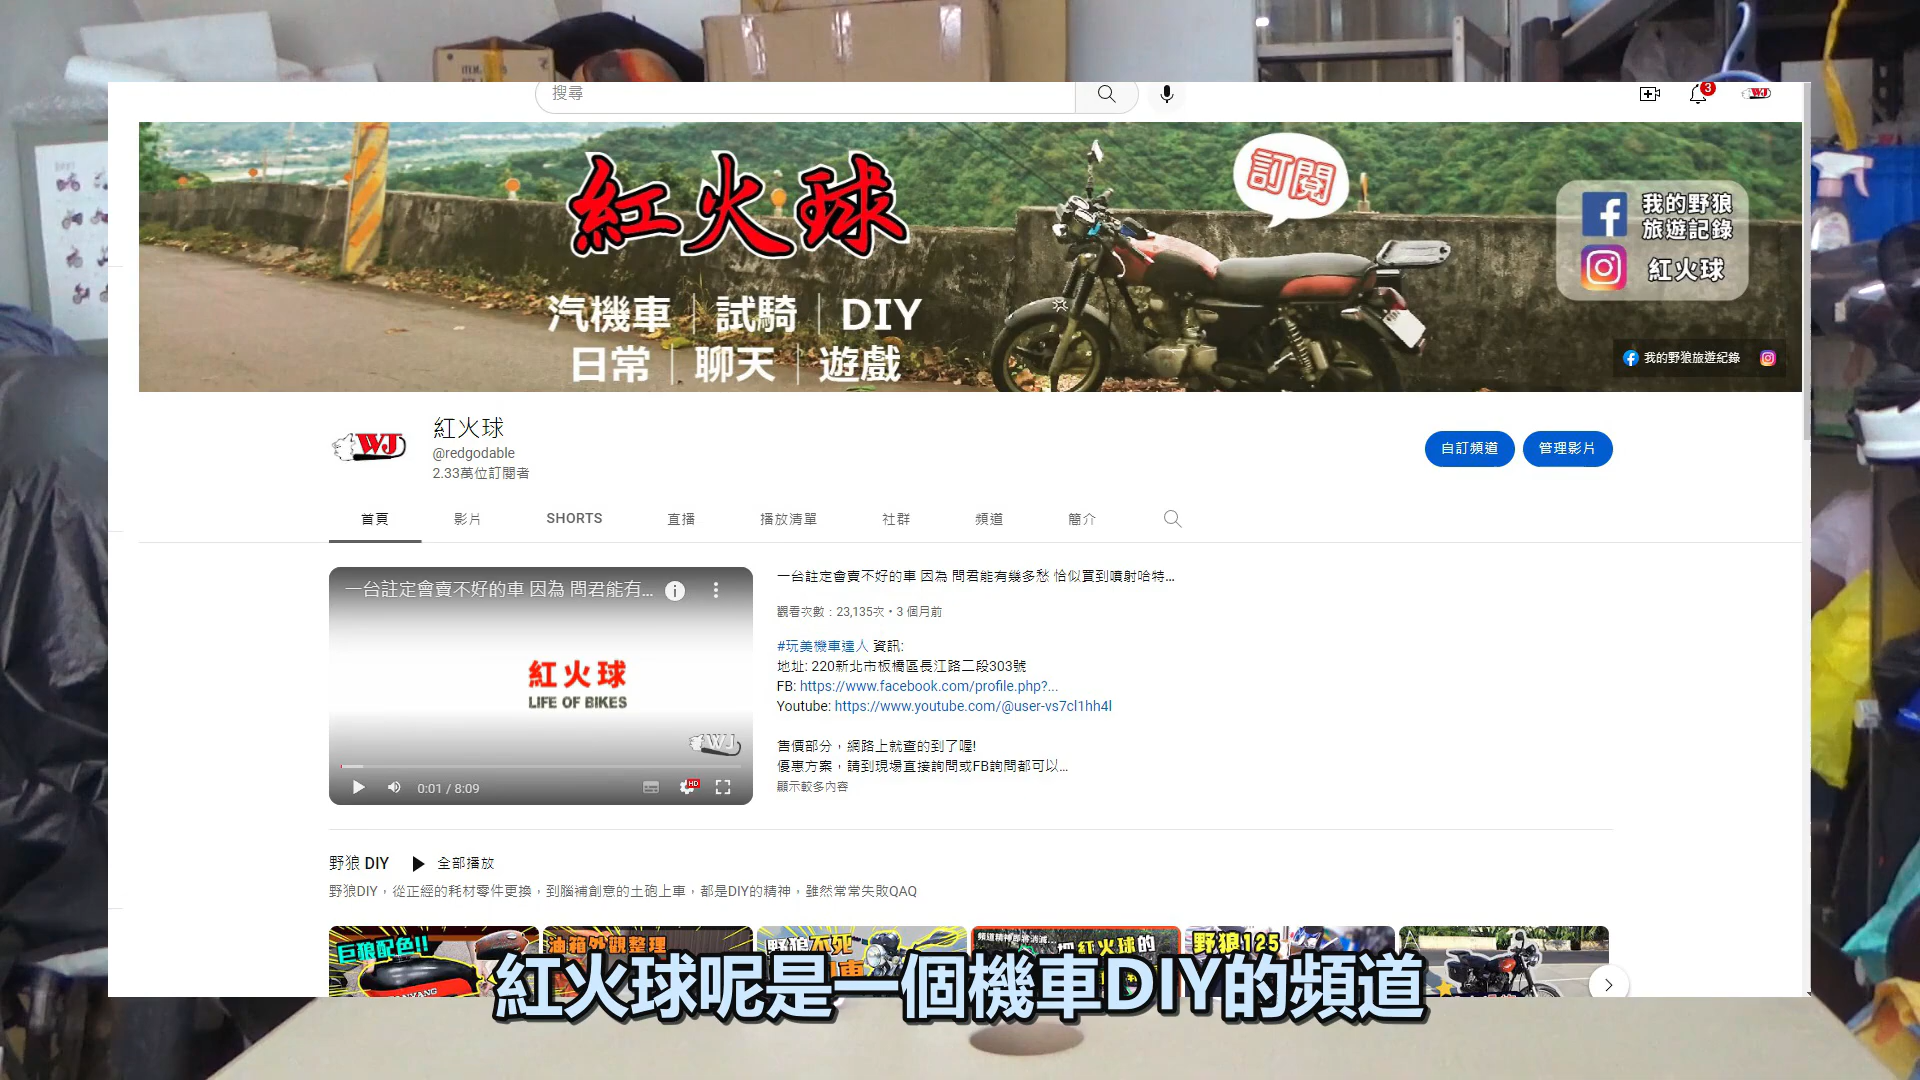 搜尋
3
WJ
紅火球
訂閱
汽機車｜試騎｜DIY
日常｜聊天｜遊戲
我的野狼
旅遊記錄
紅火球
我的野狼旅遊紀錄
WJ
紅火球
@redgodable
2.33萬位訂閱者
自訂頻道
管理影片
首頁 影片 SHORTS 直播 播放清單 社群 頻道 簡介
一台註定會賣不好的車 因為 問君能有...
紅火球
LIFE OF BIKES
WJ
0:01 / 8:09
HD
一台註定會賣不好的車 因為 問君能有幾多愁 恰似買到噴射哈特...
觀看次數：23,135次・3 個月前
#玩美機車達人 資訊:
地址: 220新北市板橋區長江路二段303號
FB: https://www.facebook.com/profile.php?...
Youtube: https://www.youtube.com/@user-vs7cl1hh4l
售價部分，網路上就查的到了喔!
優惠方案，請到現場直接詢問或FB詢問都可以...
顯示較多內容
野狼 DIY
全部播放
野狼DIY，從正經的耗材零件更換，到腦補創意的土砲上車，都是DIY的精神，雖然常常失敗QAQ
巨狼配色!!
油箱外觀整理
野狼不死
紅火球的
野狼125
紅火球呢是一個機車DIY的頻道